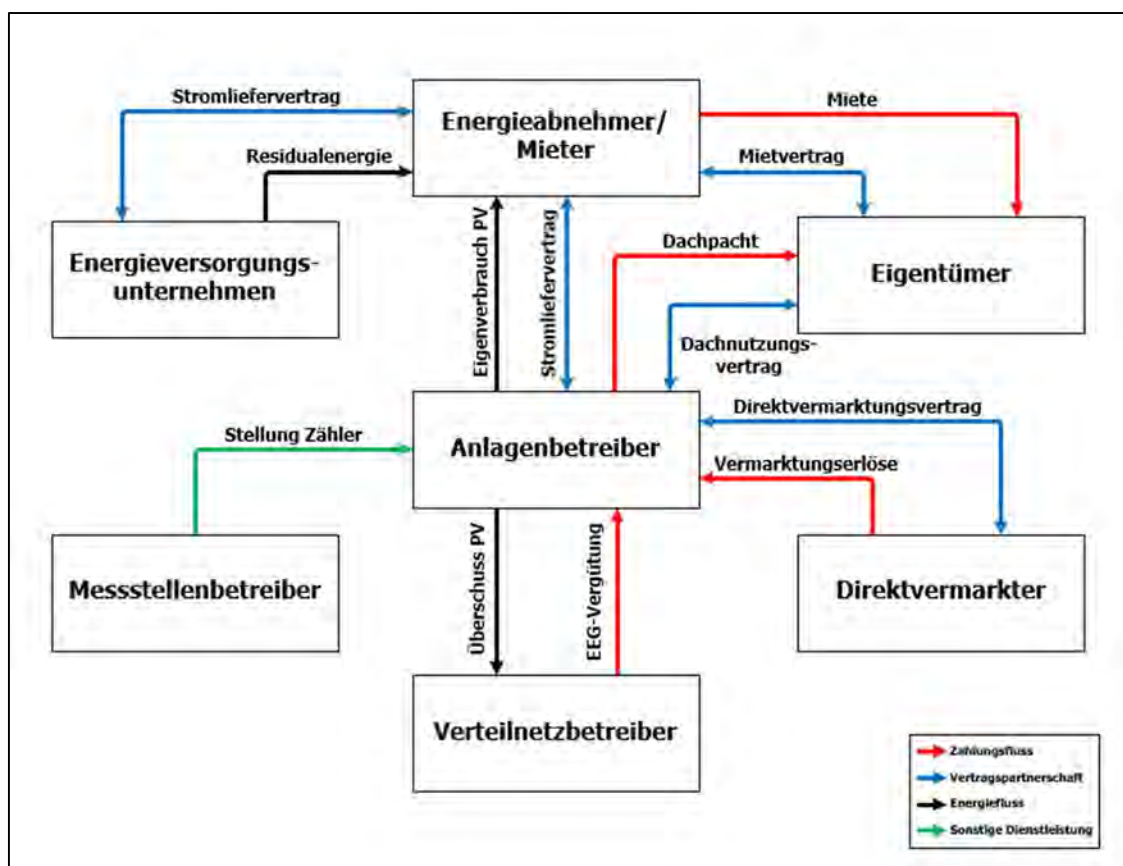 Stromliefervertrag
Energieabnehmer/
Mieter
Miete
Residualenergie
Mietvertrag
Energieversorgungs-
unternehmen
Eigenverbrauch PV
Stromliefervertrag
Dachpacht
Eigentümer
Dachnutzungs-
vertrag
Stellung Zähler
Anlagenbetreiber
Direktvermarktungsvertrag
Vermarktungserlöse
Messstellenbetreiber
Überschuss PV
EEG-Vergütung
Direktvermarkter
Verteilnetzbetreiber
Zahlungsfluss
Vertragspartnerschaft
Energiefluss
Sonstige Dienstleistung